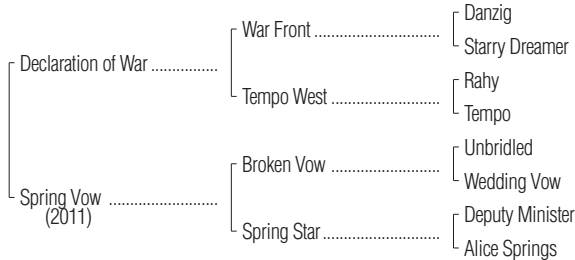 Danzig
War Front ........................
Starry Dreamer
Declaration of War .............
Rahy
Tempo West ....................
Tempo
Unbridled
Broken Vow ....................
Wedding Vow
Spring Vow .....................
(2011)
Deputy Minister
Spring Star ......................
Alice Springs